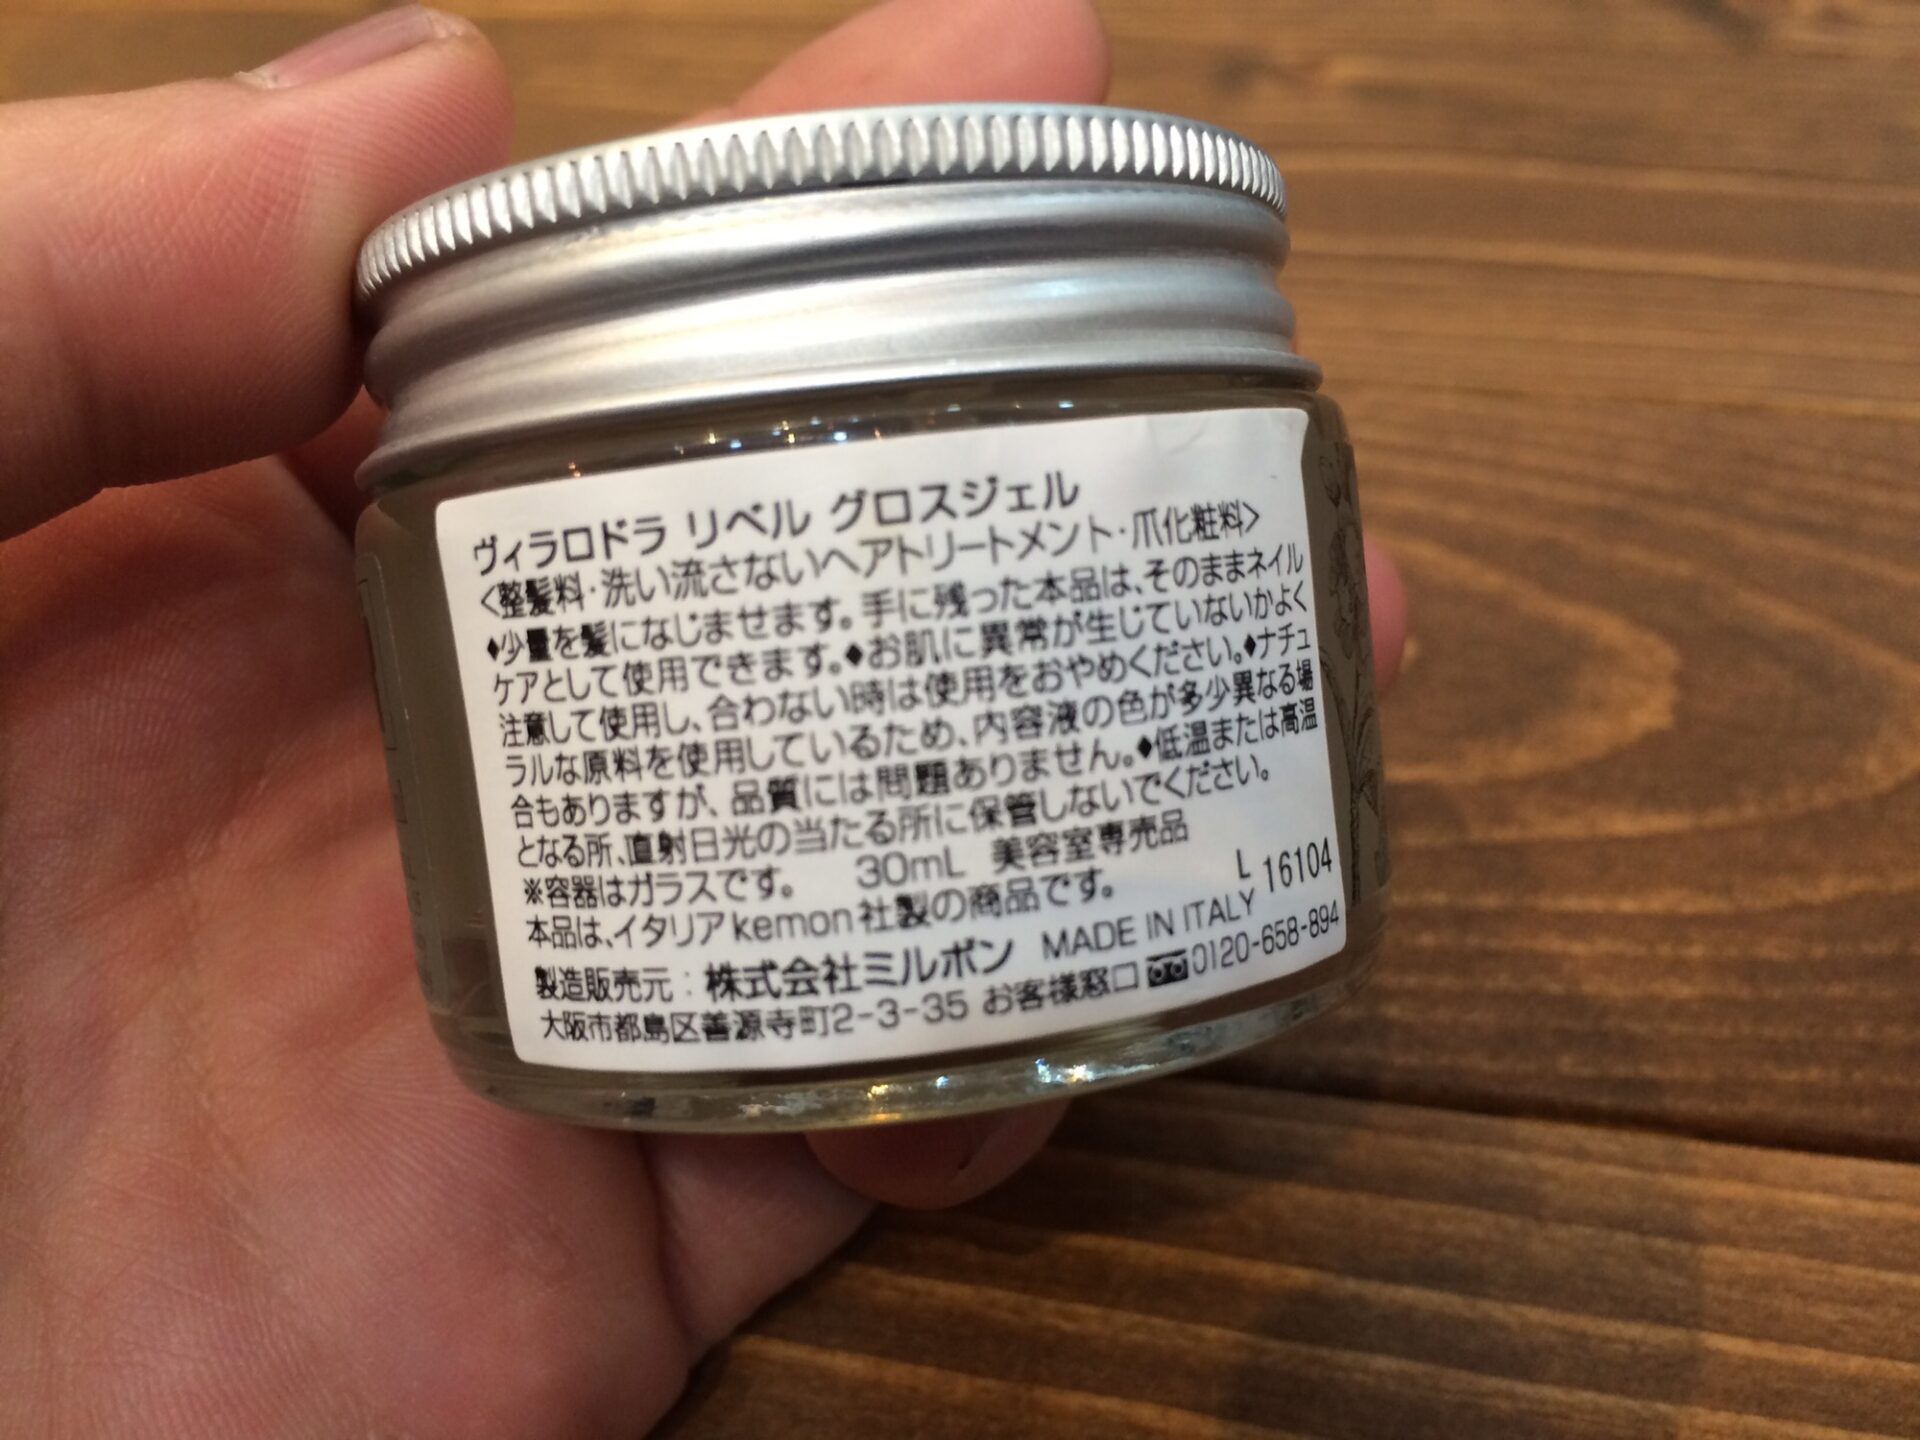 ヴィラロドラ リベル グロスジェル
<整髪料・洗い流さないヘアトリートメント・爪化粧料>
◆少量を髪になじませます。手に残った本品は、そのままネイル
ケアとして使用できます。◆お肌に異常が生じていないかよく
注意して使用し、合わない時は使用をおやめください。◆ナチュ
ラルな原料を使用しているため、内容液の色が多少異なる場
合もありますが、品質には問題ありません。◆低温または高温
となる所、直射日光の当たる所に保管しないでください。
※容器はガラスです。 30mL 美容室専売品
本品は、イタリアkemon社製の商品です。 L 16104
製造販売元:株式会社ミルボン MADE IN ITALY
大阪市都島区善源寺町2-3-35 お客様窓口 0120-658-894